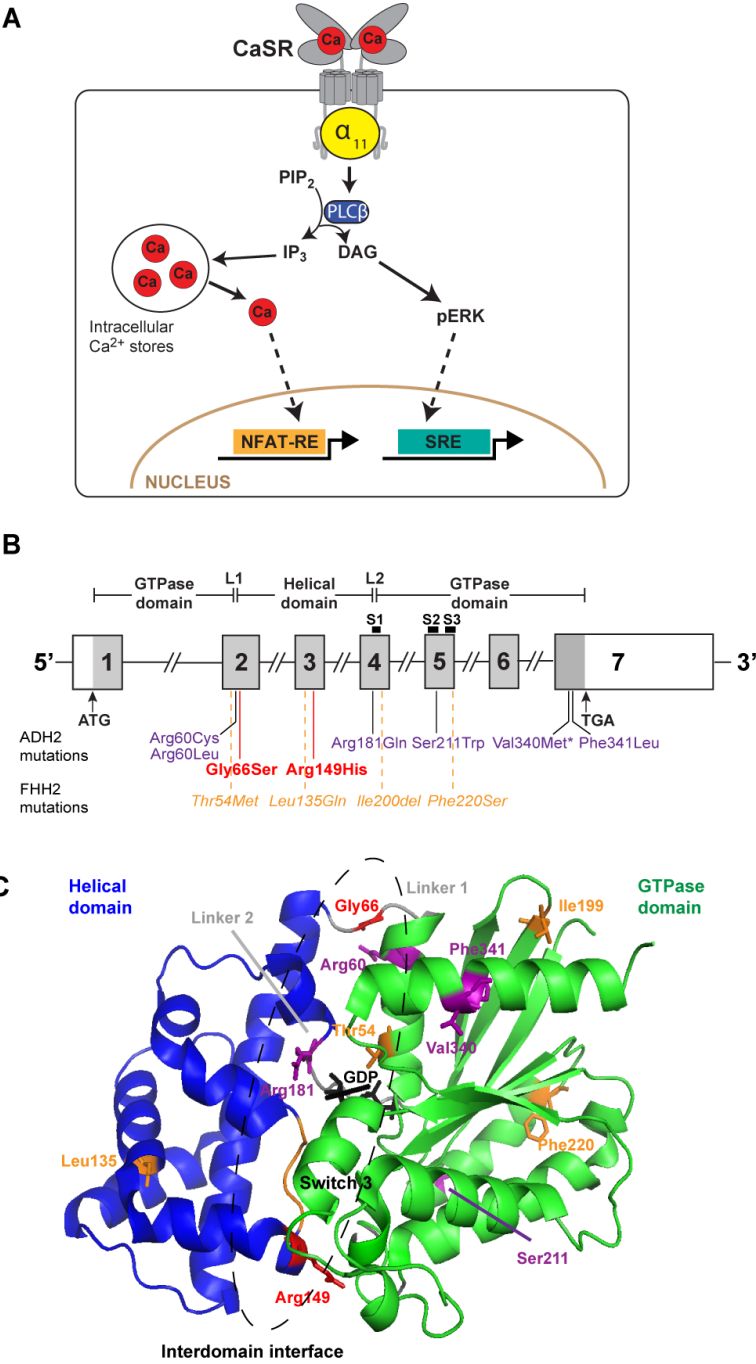 A
CaSR
Ca
Ca
α11
PIP2
PLCβ
IP3
DAG
Ca
Ca
Ca
Ca
pERK
Intracellular
Ca2+ stores
NFAT-RE
SRE
NUCLEUS
B
GTPase
domain
L1
Helical
domain
L2
GTPase
domain
S1
S2
S3
5’
1
2
3
4
5
6
7
3’
ATG
TGA
ADH2
mutations
Arg60Cys
Arg60Leu
Arg181Gln
Ser211Trp
Val340Met*
Phe341Leu
Gly66Ser
Arg149His
FHH2
mutations
Thr54Met
Leu135Gln
Ile200del
Phe220Ser
C
Helical
domain
Linker 2
Gly66
Linker 1
Ile199
GTPase
domain
Arg60
Phe341
Thr54
Val340
GDP
Arg181
Phe220
Leu135
Switch 3
Ser211
Arg149
Interdomain interface